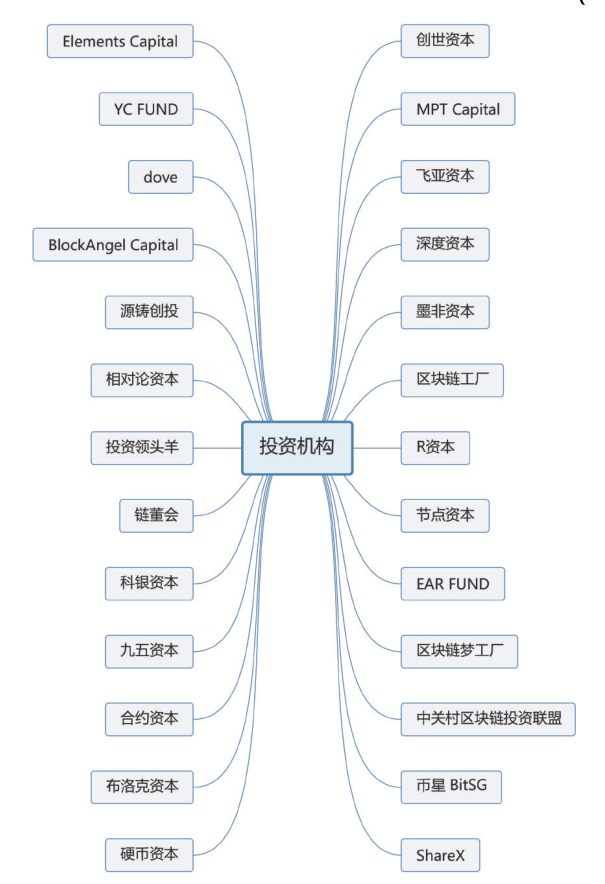 Elements Capital
YC FUND
dove
BlockAngel Capital
源铸创投
相对论资本
投资领头羊
链董会
科银资本
九五资本
合约资本
布洛克资本
硬币资本
投资机构
创世资本
MPT Capital
飞亚资本
深度资本
墨非资本
区块链工厂
R资本
节点资本
EAR FUND
区块链梦工厂
中关村区块链投资联盟
币星 BitSG
ShareX